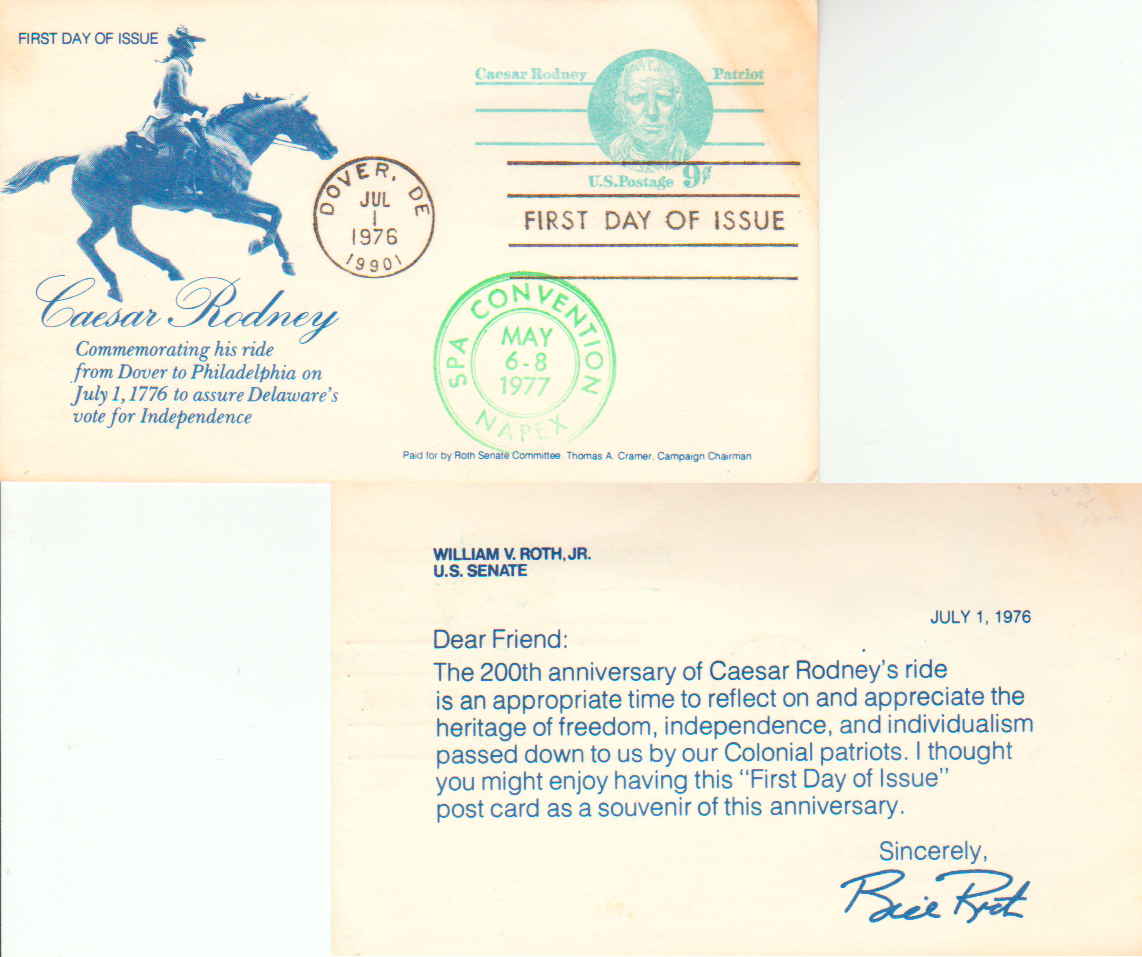 FIRST DAY OF ISSUE
Caesar Rodney Patriot
U.S. Postage 9¢
DOVER, DE
JUL
1
1976
19901
FIRST DAY OF ISSUE
Caesar Rodney
Commemorating his ride
from Dover to Philadelphia on
July 1, 1776 to assure Delaware's
vote for Independence
SPA CONVENTION
MAY
6-8
1977
NAPEX
Paid for by Roth Senate Committee. Thomas A. Cramer, Campaign Chairman
WILLIAM V. ROTH, JR.
U.S. SENATE
JULY 1, 1976
Dear Friend:
The 200th anniversary of Caesar Rodney's ride
is an appropriate time to reflect on and appreciate the
heritage of freedom, independence, and individualism
passed down to us by our Colonial patriots. I thought
you might enjoy having this "First Day of Issue"
post card as a souvenir of this anniversary.
Sincerely,
Bill Roth